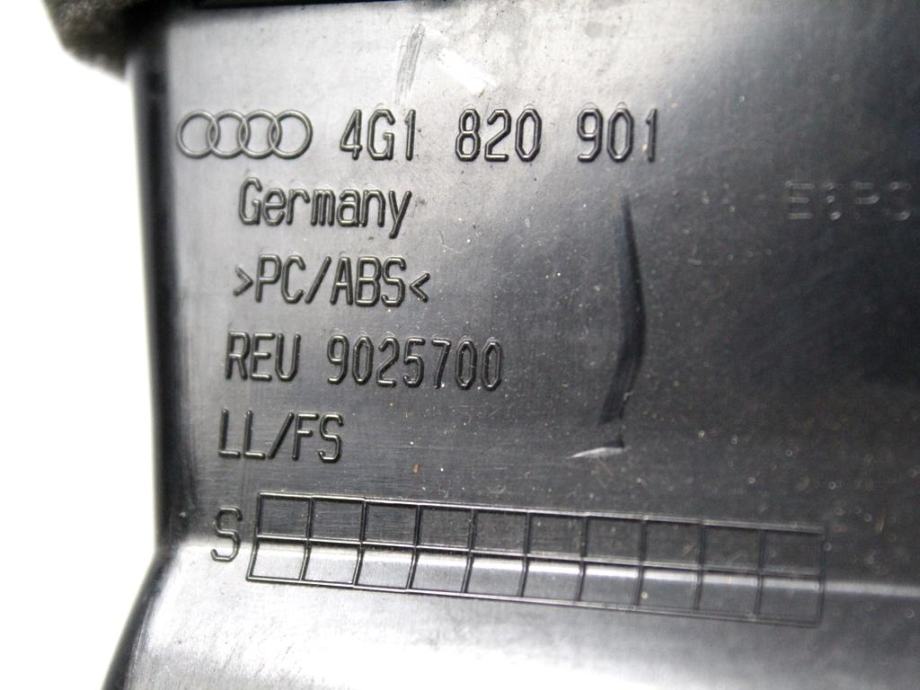 4G1 820 901
Germany
>PC/ABS<
REU 9025700
LL/FS
S